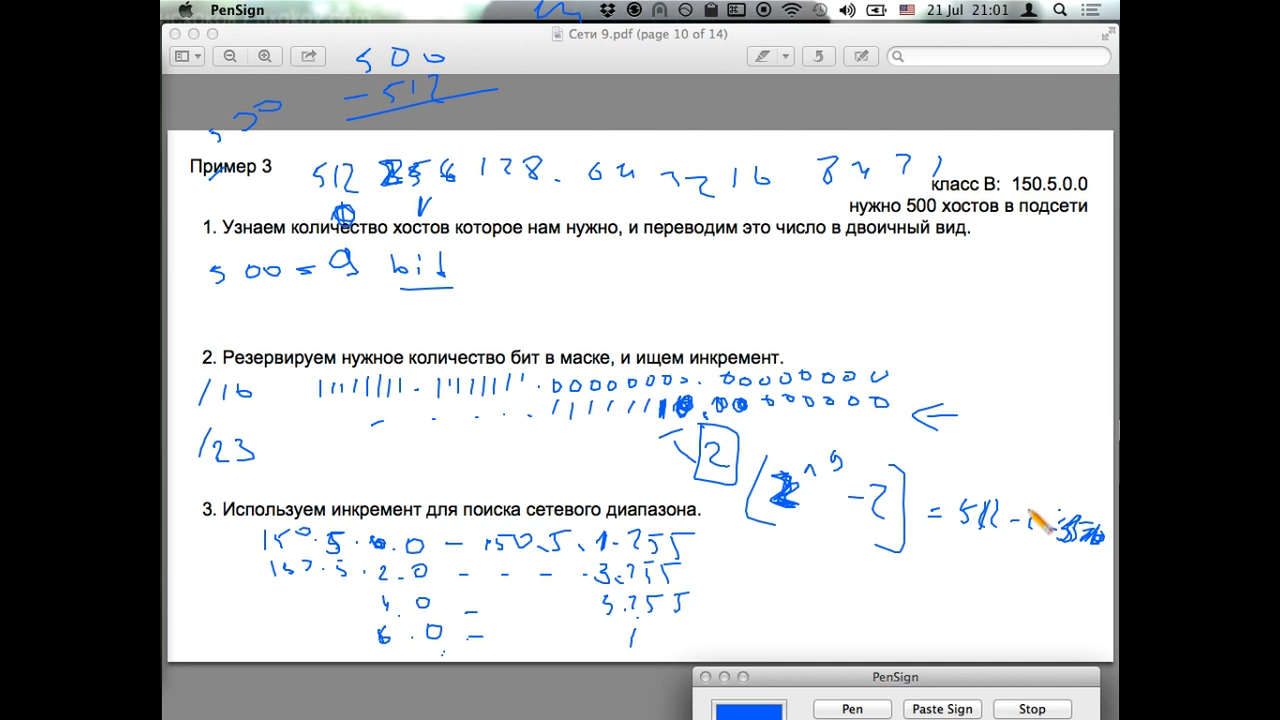 PenSign
21 Jul 21:01
Сети 9.pdf (page 10 of 14)
500
- 512
Пример 3
512 256 128 64 32 16 8 4 2 1
класс B: 150.5.0.0
нужно 500 хостов в подсети
1. Узнаем количество хостов которое нам нужно, и переводим это число в двоичный вид.
500 = 9 bit
2. Резервируем нужное количество бит в маске, и ищем инкремент.
/16 11111111.11111111.00000000.00000000
/23
2
[2^9 - 2] = 512 -
3. Используем инкремент для поиска сетевого диапазона.
150.5.0.0 - 150.5.1.255
150.5.2.0 - - - .3.255
4.0 - 5.255
6.0 -
PenSign
Pen
Paste Sign
Stop